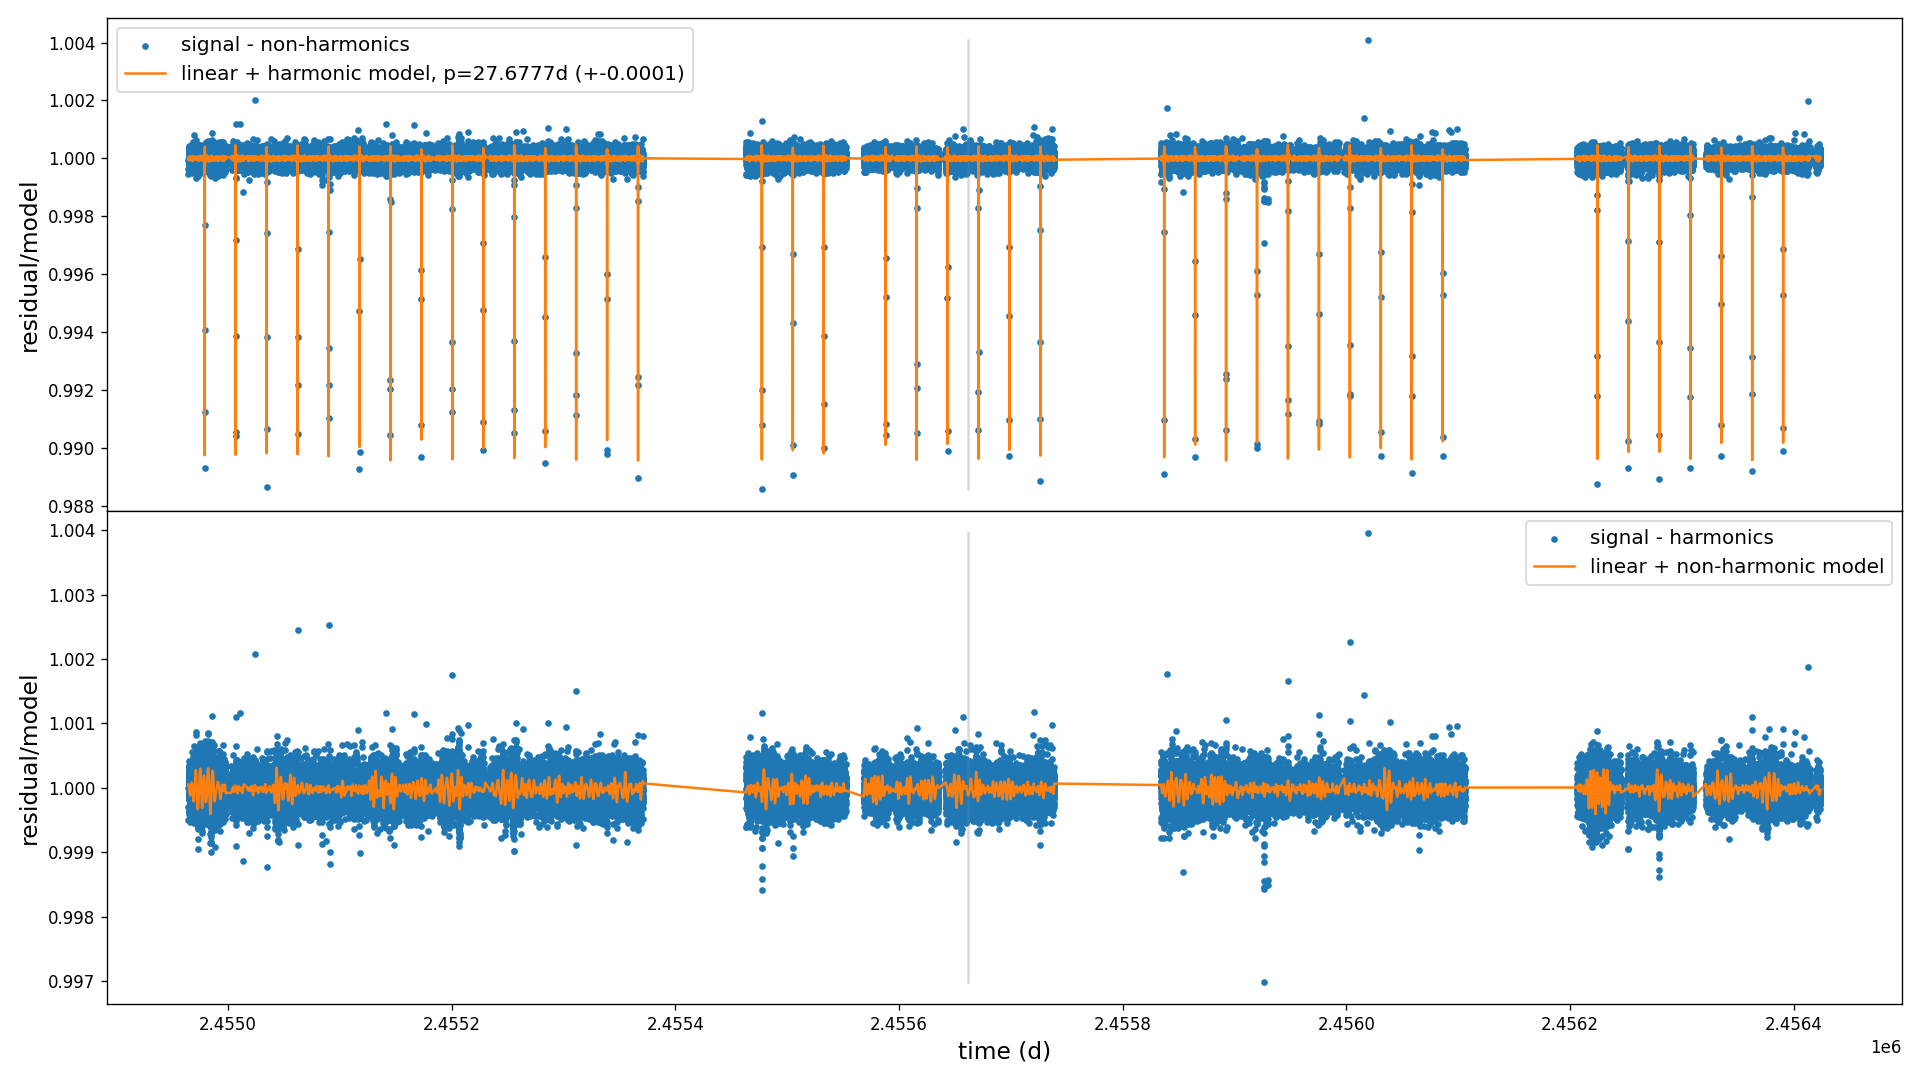 signal - non-harmonics
linear + harmonic model, p=27.6777d (+-0.0001)
1.004
1.002
1.000
0.998
0.996
0.994
0.992
0.990
0.988
residual/model
signal - harmonics
linear + non-harmonic model
1.004
1.003
1.002
1.001
1.000
0.999
0.998
0.997
residual/model
2.4550 2.4552 2.4554 2.4556 2.4558 2.4560 2.4562 2.4564
1e6
time (d)